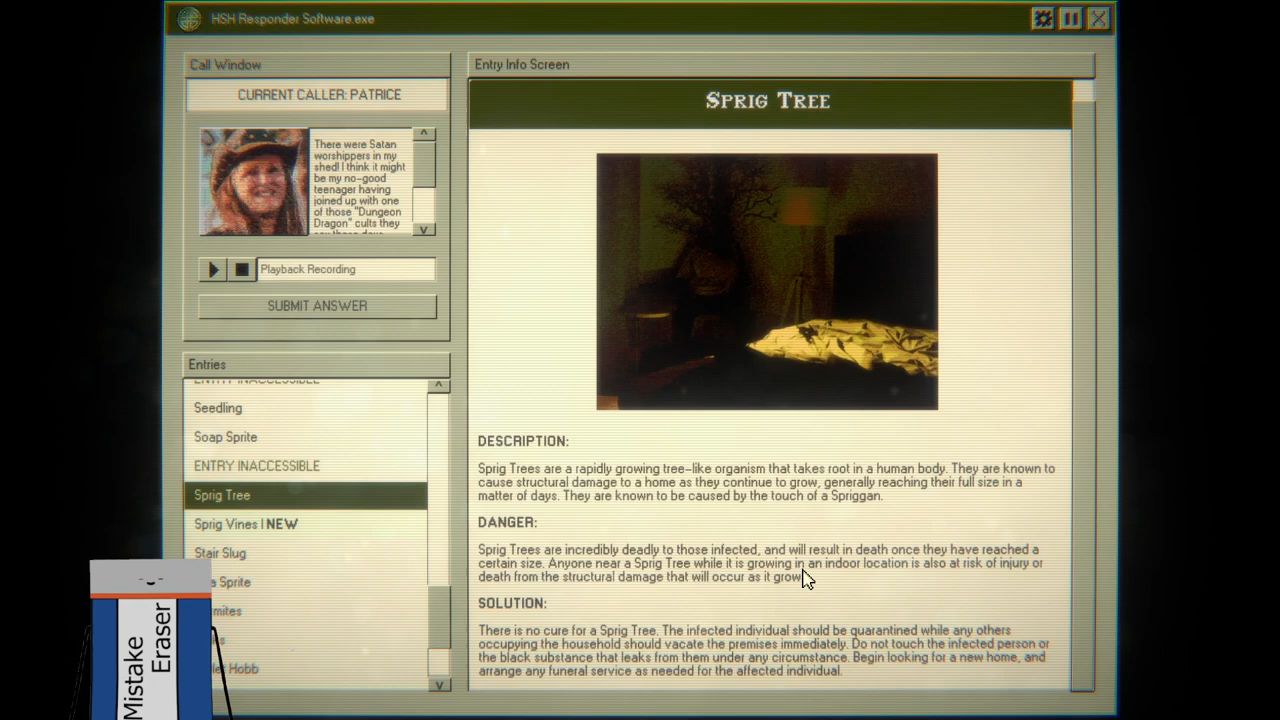 HSH Responder Software.exe
Call Window
CURRENT CALLER: PATRICE
There were Satan
worshippers in my
shed! I think it might
be my no-good
teenager having
joined up with one
of those "Dungeon
Dragon" cults they
Playback Recording
SUBMIT ANSWER
Entries
ENTRY INACCESSIBLE
Seedling
Soap Sprite
ENTRY INACCESSIBLE
Sprig Tree
Sprig Vines | NEW
Stair Slug
Sprite
Hobb
Mistake
Eraser
Entry Info Screen
SPRIG TREE
DESCRIPTION:
Sprig Trees are a rapidly growing tree-like organism that takes root in a human body. They are known to
cause structural damage to a home as they continue to grow, generally reaching their full size in a
matter of days. They are known to be caused by the touch of a Spriggan.
DANGER:
Sprig Trees are incredibly deadly to those infected, and will result in death once they have reached a
certain size. Anyone near a Sprig Tree while it is growing in an indoor location is also at risk of injury or
death from the structural damage that will occur as it grow
SOLUTION:
There is no cure for a Sprig Tree. The infected individual should be quarantined while any others
occupying the household should vacate the premises immediately. Do not touch the infected person or
the black substance that leaks from them under any circumstance. Begin looking for a new home, and
arrange any funeral service as needed for the affected individual.